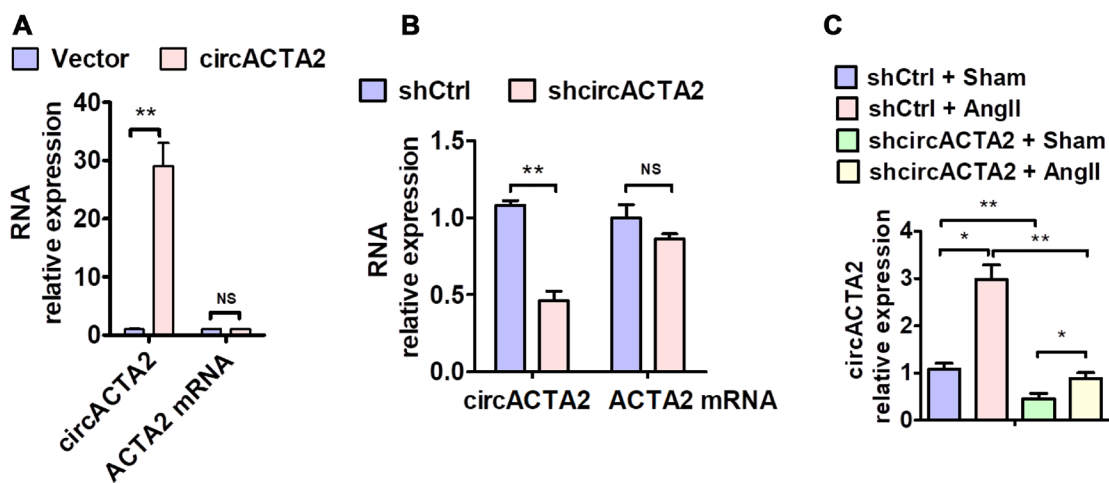 A
Vector circACTA2
RNA
relative expression
40
30
20
10
0
**
NS
circACTA2
ACTA2 mRNA
B
shCtrl shcircACTA2
RNA
relative expression
1.5
1.0
0.5
0.0
**
NS
circACTA2 ACTA2 mRNA
C
shCtrl + Sham
shCtrl + AngII
shcircACTA2 + Sham
shcircACTA2 + AngII
circACTA2
relative expression
4
3
2
1
0
**
*
**
*